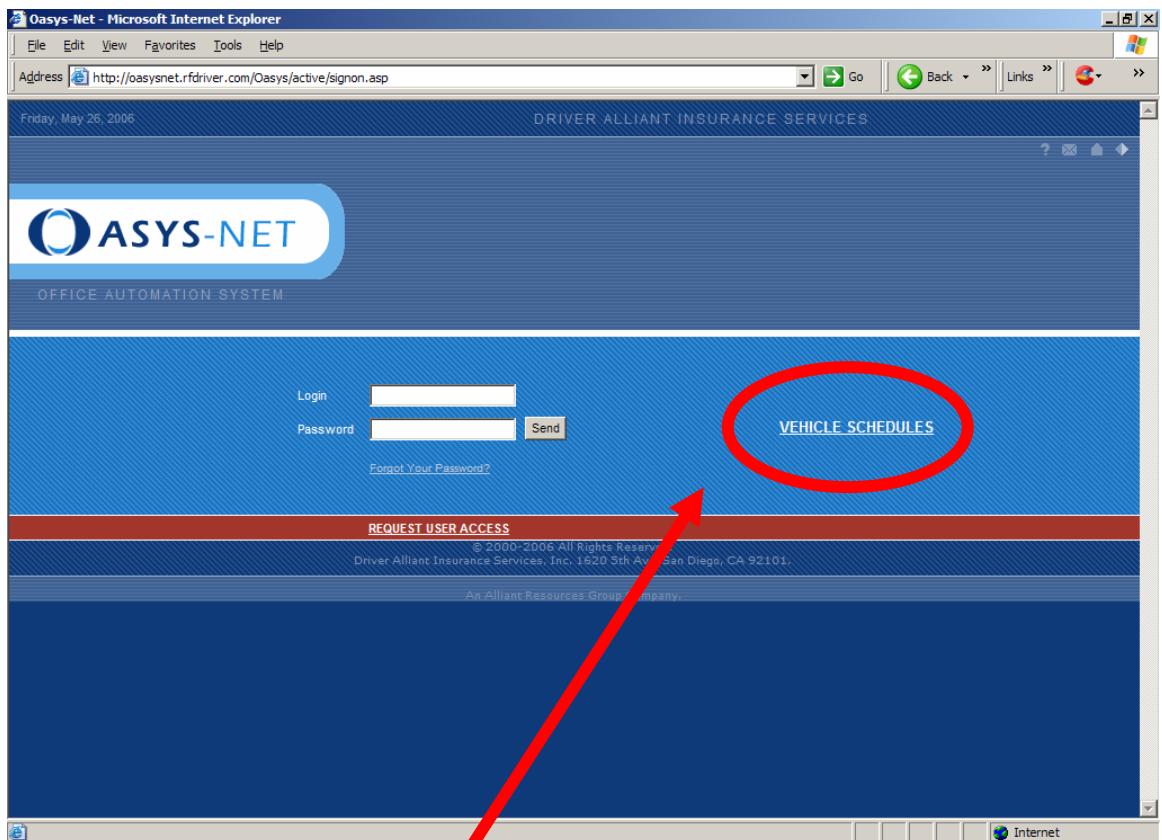 Oasys-Net - Microsoft Internet Explorer
File Edit View Favorites Tools Help
Address http://oasysnet.rfdriver.com/Oasys/active/signon.asp Go Back » Links » »
Friday, May 26, 2006 DRIVER ALLIANT INSURANCE SERVICES
?
OASYS-NET
OFFICE AUTOMATION SYSTEM
Login
VEHICLE SCHEDULES
Password Send
Forgot Your Password?
REQUEST USER ACCESS
© 2000-2006 All Rights
Driver Alliant Insurance Services, Inc. 1620 5th San Diego, CA 92101.
An Alliant Resources Group
Internet